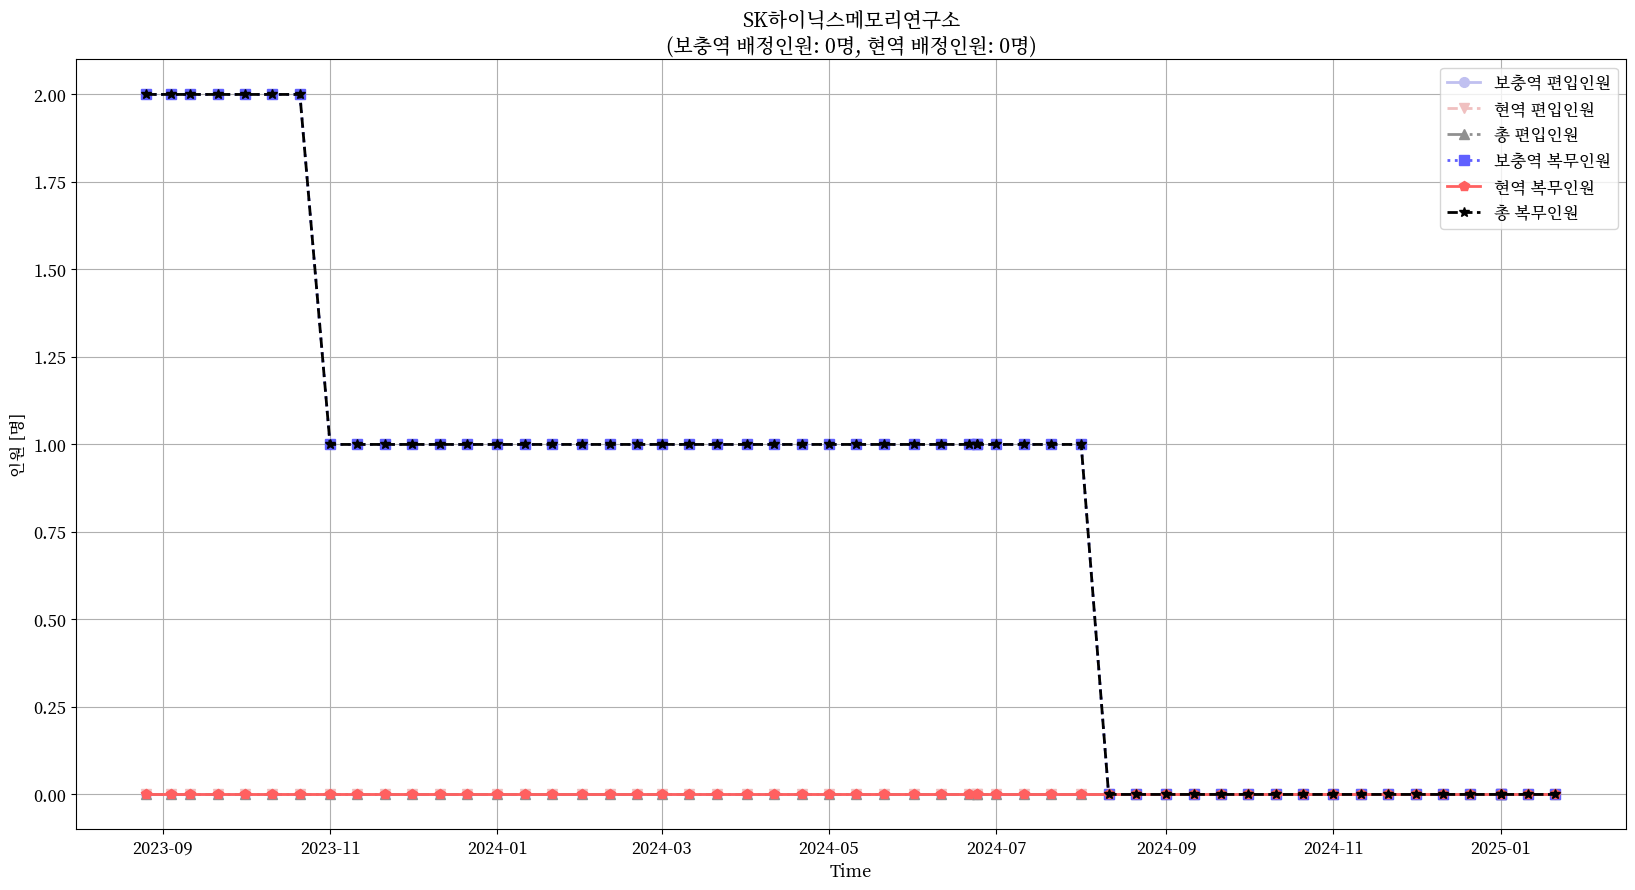 SK하이닉스메모리연구소
(보충역 배정인원: 0명, 현역 배정인원: 0명)
보충역 편입인원
현역 편입인원
총 편입인원
보충역 복무인원
현역 복무인원
총 복무인원
인원 [명]
2.00
1.75
1.50
1.25
1.00
0.75
0.50
0.25
0.00
2023-09
2023-11
2024-01
2024-03
2024-05
2024-07
2024-09
2024-11
2025-01
Time